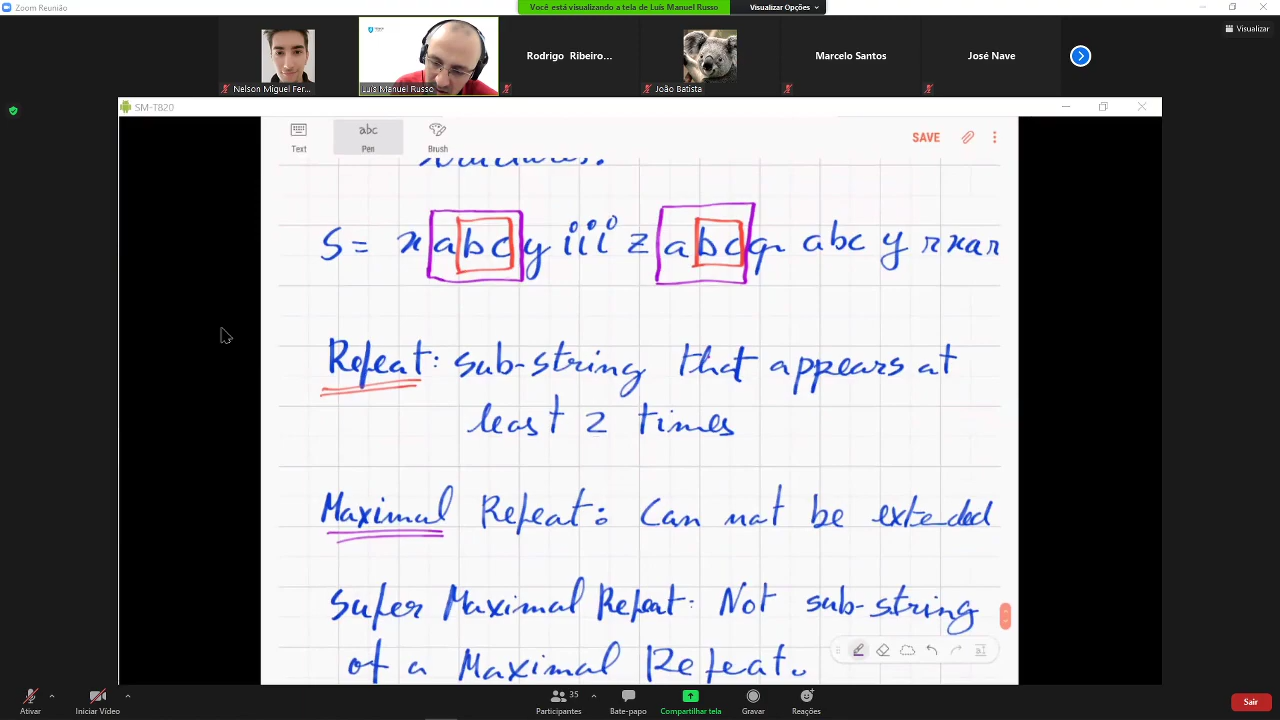 Zoom Reunião
Você está visualizando a tela de Luís Manuel Russo
Visualizar Opções
Visualizar
Rodrigo Ribeiro...
Marcelo Santos
José Nave
Nelson Miguel Fer...
Luís Manuel Russo
João Batista
SM-T820
abc
Text
Pen
Brush
SAVE
S = x abc y iii z abc q abc y r xar
Repeat: sub-string that appears at
least 2 times
Maximal Repeat: Can not be extended
Super Maximal Repeat: Not sub-string
of a Maximal Repeat.
35
Ativar
Iniciar Vídeo
Participantes
Bate-papo
Compartilhar tela
Gravar
Reações
Sair